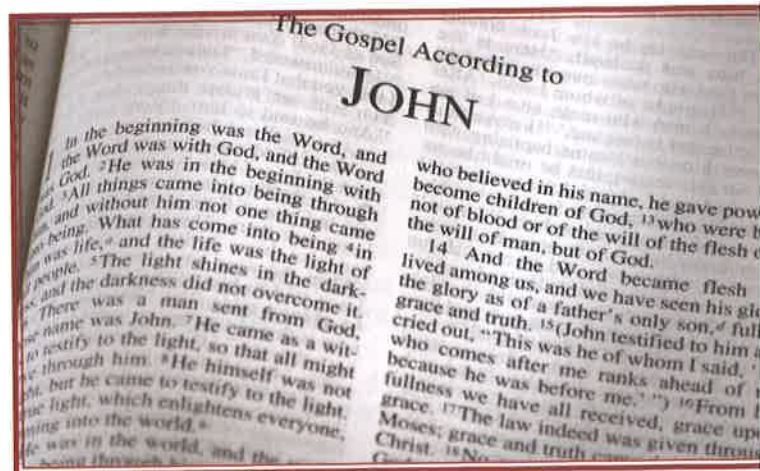 The Gospel According to
JOHN
In the beginning was the Word, and
the Word was with God, and the Word
God. ²He was in the beginning with
³All things came into being through
and without him not one thing came
being. What has come into being ⁴in
was life,ᵃ and the life was the light of
people. ⁵The light shines in the dark-
and the darkness did not overcome it.
There was a man sent from God,
name was John. ⁷He came as a wit-
to testify to the light, so that all might
through him. ⁸He himself was not
but he came to testify to the light.
light, which enlightens everyone,
into the world.
was in the world, and the
being through
who believed in his name, he gave pow
become children of God, ¹³who were b
not of blood or of the will of the flesh o
the will of man, but of God.
14 And the Word became flesh
lived among us, and we have seen his glo
the glory as of a father's only son,ᵈ full
grace and truth. ¹⁵(John testified to him a
cried out, "This was he of whom I said, '
who comes after me ranks ahead of m
because he was before me.' ") ¹⁶From h
fullness we have all received, grace upo
grace. ¹⁷The law indeed was given throu
Moses; grace and truth
Christ. ¹⁸No